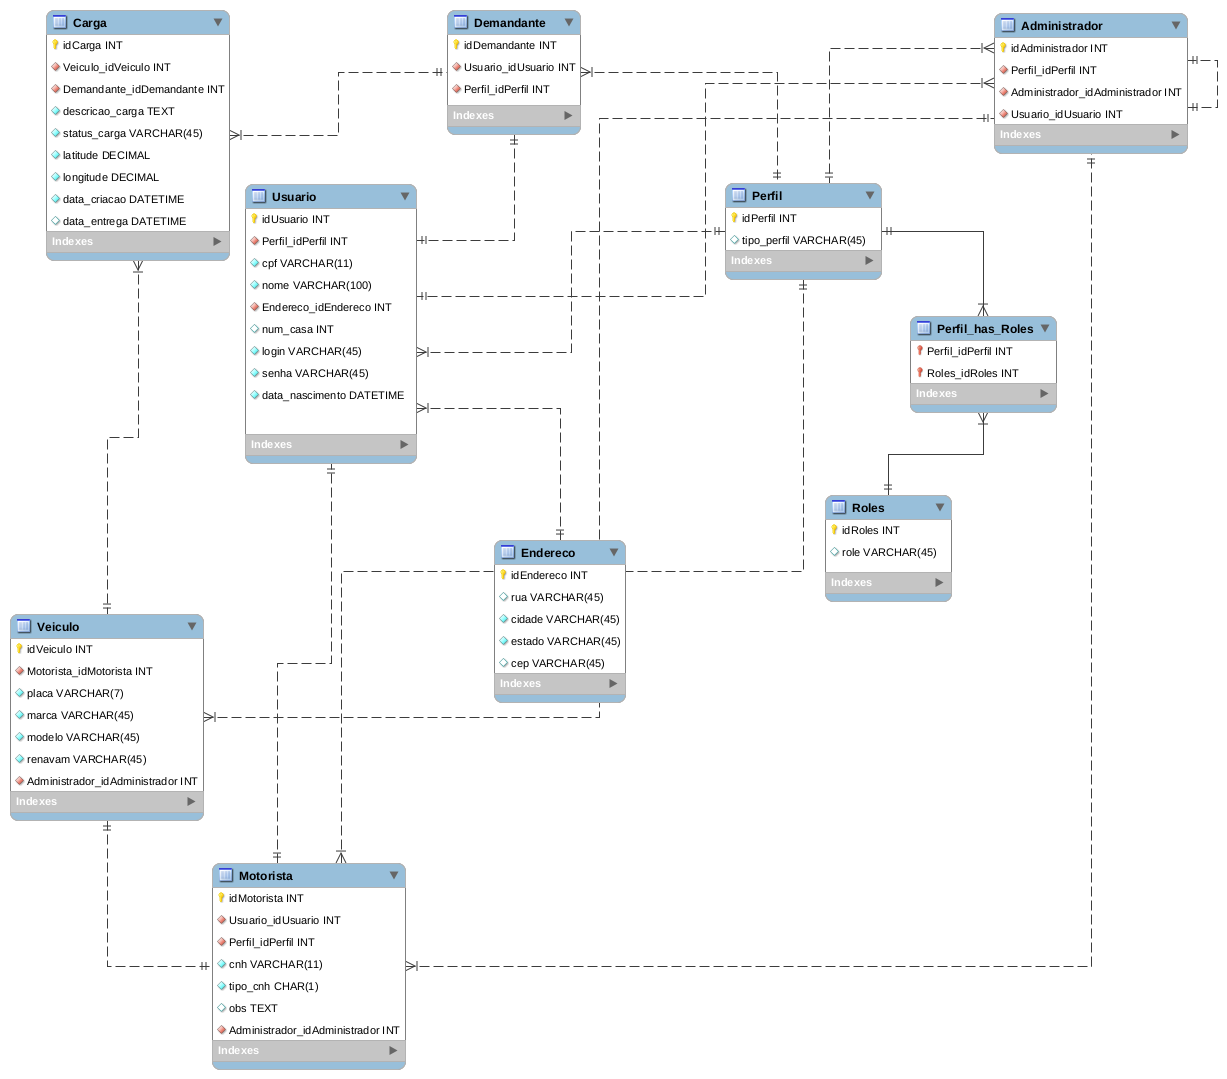 Carga
idCarga INT
Veiculo_idVeiculo INT
Demandante_idDemandante INT
descricao_carga TEXT
status_carga VARCHAR(45)
latitude DECIMAL
longitude DECIMAL
data_criacao DATETIME
data_entrega DATETIME
Indexes
Demandante
idDemandante INT
Usuario_idUsuario INT
Perfil_idPerfil INT
Indexes
Administrador
idAdministrador INT
Perfil_idPerfil INT
Administrador_idAdministrador INT
Usuario_idUsuario INT
Indexes
Usuario
idUsuario INT
Perfil_idPerfil INT
cpf VARCHAR(11)
nome VARCHAR(100)
Endereco_idEndereco INT
num_casa INT
login VARCHAR(45)
senha VARCHAR(45)
data_nascimento DATETIME
Indexes
Perfil
idPerfil INT
tipo_perfil VARCHAR(45)
Indexes
Perfil_has_Roles
Perfil_idPerfil INT
Roles_idRoles INT
Indexes
Roles
idRoles INT
role VARCHAR(45)
Indexes
Endereco
idEndereco INT
rua VARCHAR(45)
cidade VARCHAR(45)
estado VARCHAR(45)
cep VARCHAR(45)
Indexes
Veiculo
idVeiculo INT
Motorista_idMotorista INT
placa VARCHAR(7)
marca VARCHAR(45)
modelo VARCHAR(45)
renavam VARCHAR(45)
Administrador_idAdministrador INT
Indexes
Motorista
idMotorista INT
Usuario_idUsuario INT
Perfil_idPerfil INT
cnh VARCHAR(11)
tipo_cnh CHAR(1)
obs TEXT
Administrador_idAdministrador INT
Indexes